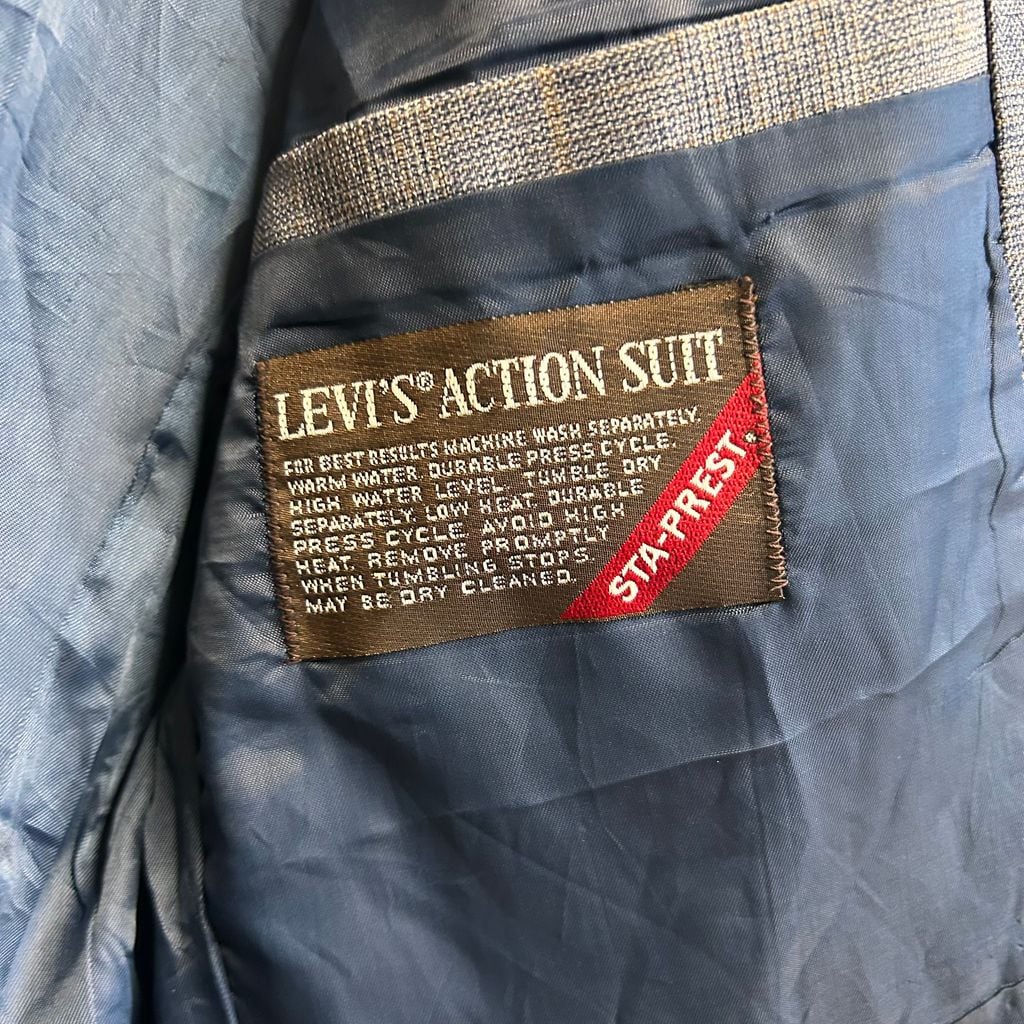 LEVI'S® ACTION SUIT
FOR BEST RESULTS MACHINE WASH SEPARATELY.
WARM WATER DURABLE PRESS CYCLE.
HIGH WATER LEVEL. TUMBLE DRY
SEPARATELY. LOW HEAT. DURABLE
PRESS CYCLE. AVOID HIGH
HEAT. REMOVE PROMPTLY
WHEN TUMBLING STOPS.
MAY BE DRY CLEANED.
STA-PREST®